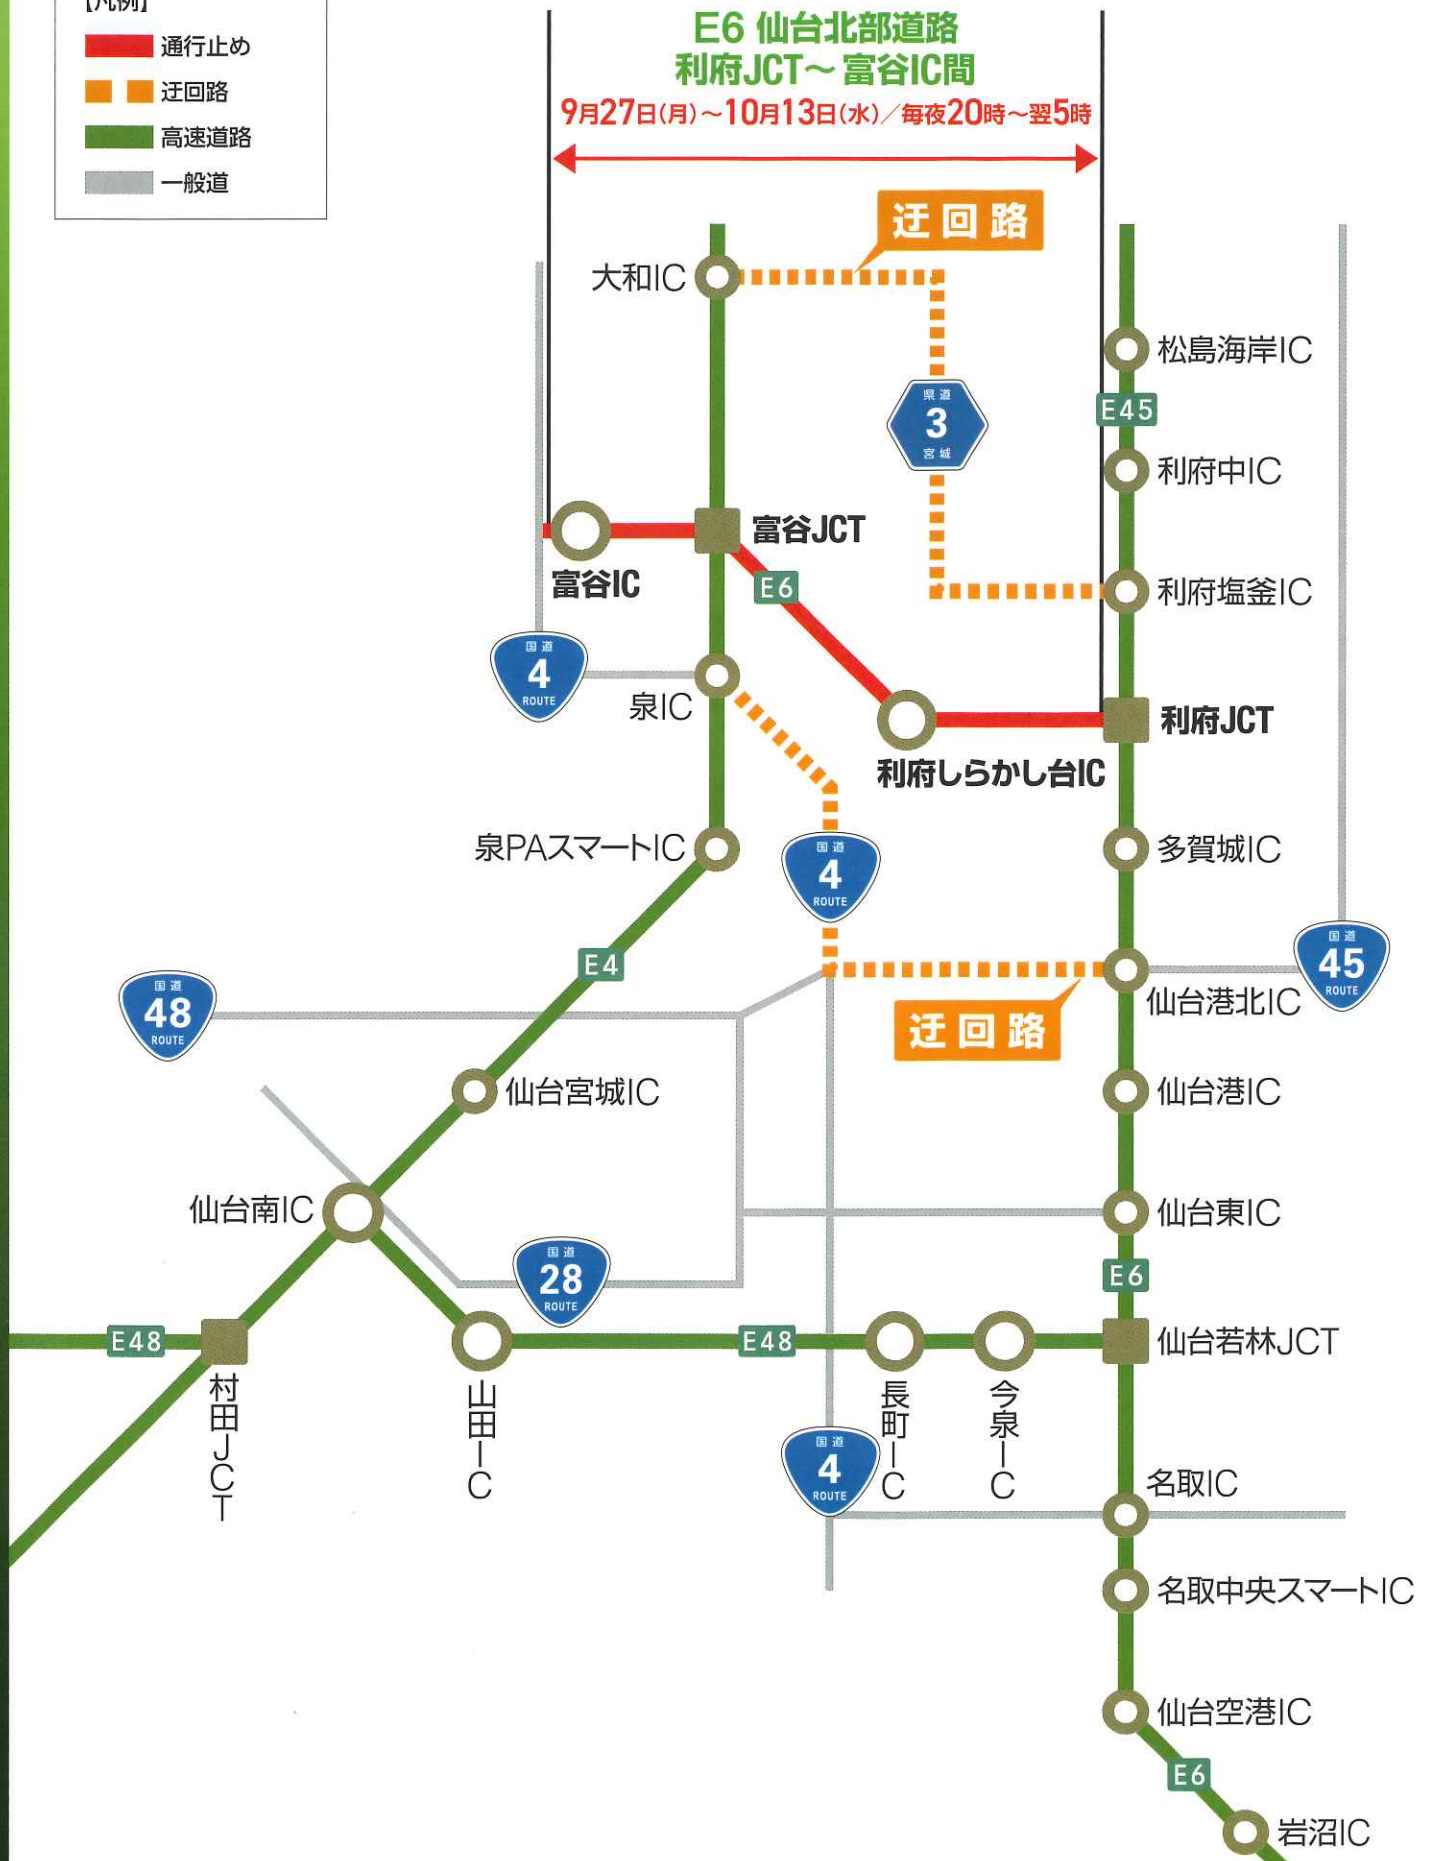 【凡例】
通行止め
迂回路
高速道路
一般道
E6 仙台北部道路
利府JCT～富谷IC間
9月27日(月)～10月13日(水)／毎夜20時～翌5時
迂回路
大和IC
松島海岸IC
県道
3
宮城
E45
利府中IC
富谷JCT
富谷IC
E6
利府塩釜IC
国道
4
ROUTE
泉IC
利府JCT
利府しらかし台IC
泉PAスマートIC
国道
4
ROUTE
多賀城IC
E4
国道
45
ROUTE
国道
48
ROUTE
仙台港北IC
迂回路
仙台宮城IC
仙台港IC
仙台南IC
仙台東IC
国道
28
ROUTE
E6
E48
E48
仙台若林JCT
村田JCT
山田IC
長町IC
今泉IC
国道
4
ROUTE
名取IC
名取中央スマートIC
仙台空港IC
E6
岩沼IC